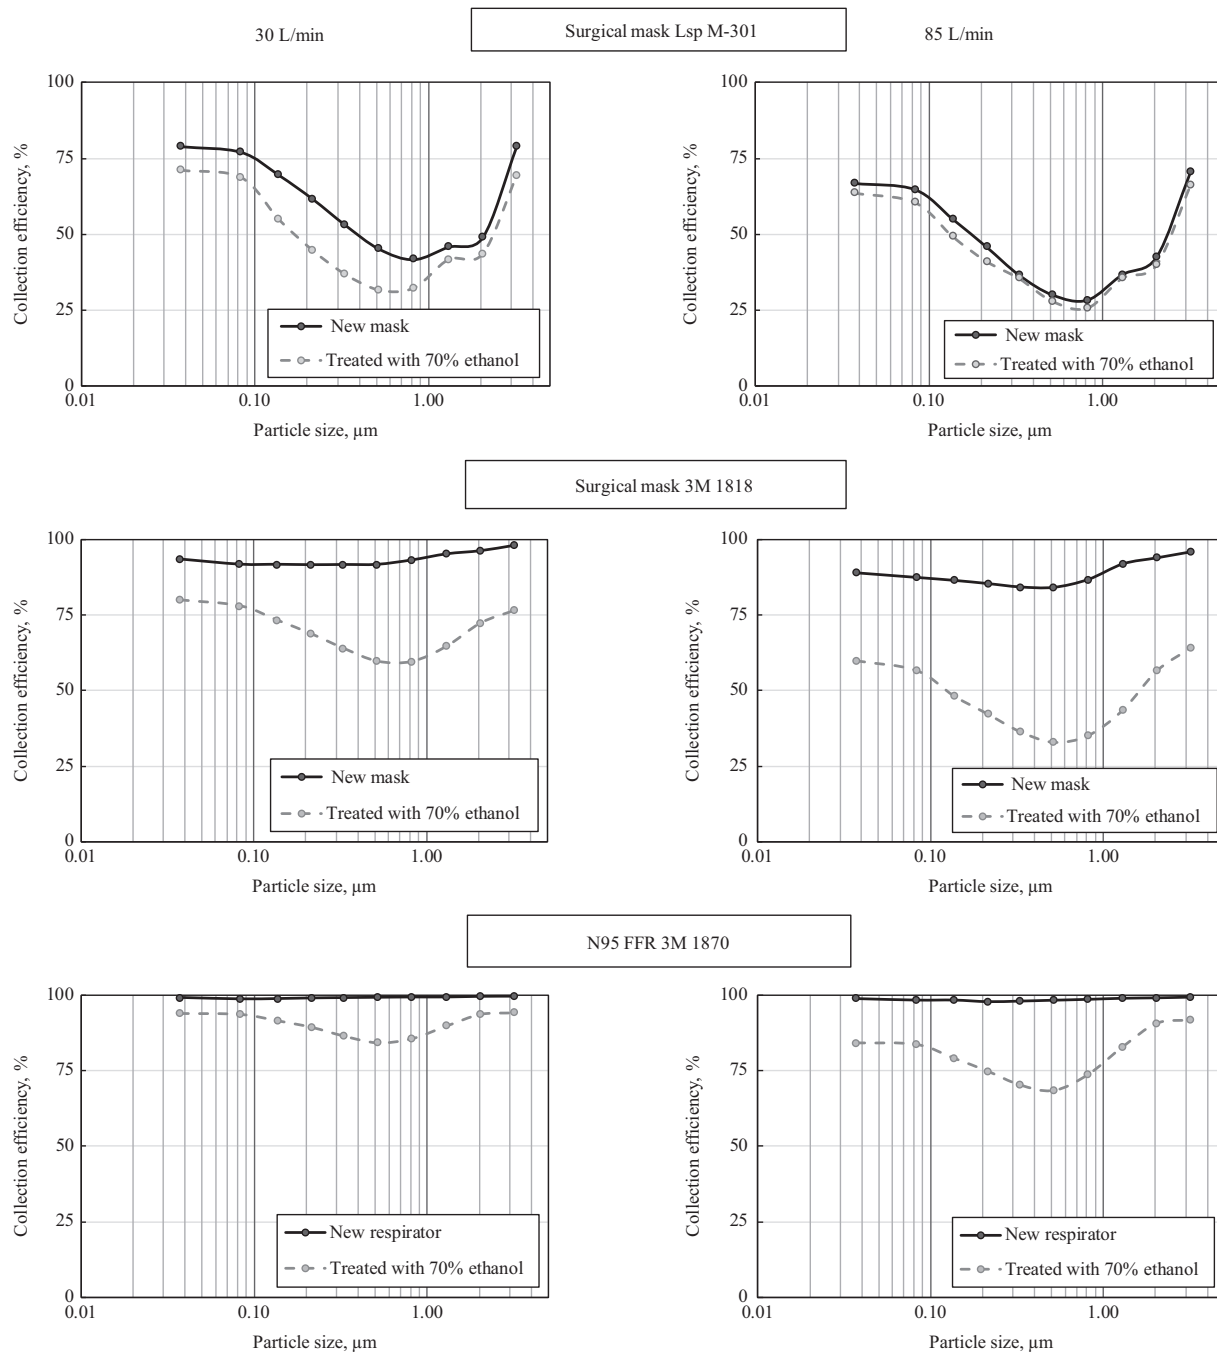 30 L/min
Surgical mask Lsp M-301
85 L/min
Collection efficiency, %
100
75
50
25
0
New mask
Treated with 70% ethanol
0.01
0.10
1.00
Particle size, µm
Collection efficiency, %
100
75
50
25
0
New mask
Treated with 70% ethanol
0.01
0.10
1.00
Particle size, µm
Surgical mask 3M 1818
Collection efficiency, %
100
75
50
25
0
New mask
Treated with 70% ethanol
0.01
0.10
1.00
Particle size, µm
Collection efficiency, %
100
75
50
25
0
New mask
Treated with 70% ethanol
0.01
0.10
1.00
Particle size, µm
N95 FFR 3M 1870
Collection efficiency, %
100
75
50
25
0
New respirator
Treated with 70% ethanol
0.01
0.10
1.00
Particle size, µm
Collection efficiency, %
100
75
50
25
0
New respirator
Treated with 70% ethanol
0.01
0.10
1.00
Particle size, µm